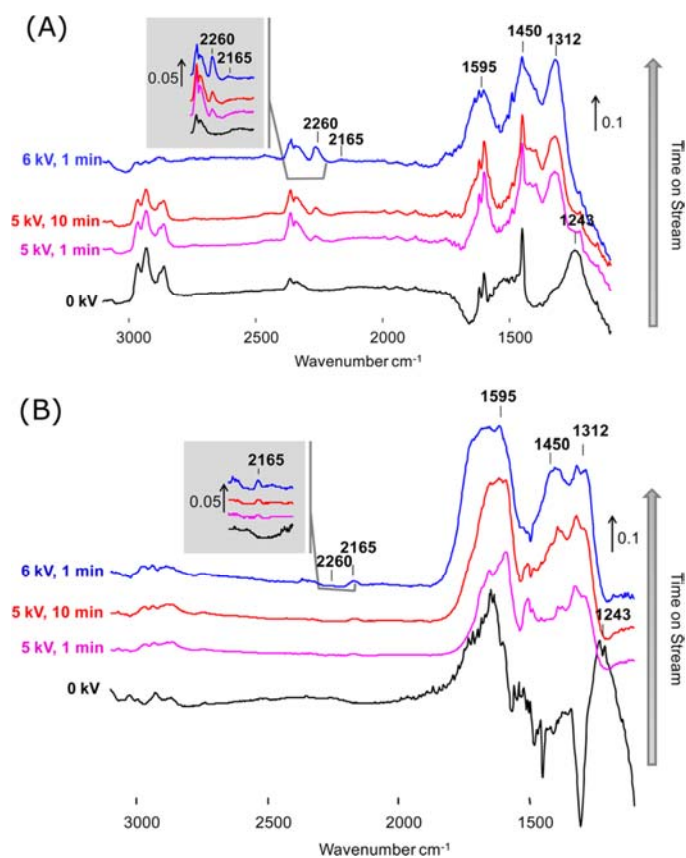 (A)
2260
2165
0.05
1450
1312
1595
0.1
2260
2165
6 kV, 1 min
5 kV, 10 min
5 kV, 1 min
1243
0 kV
Time on Stream
3000 2500 2000 1500
Wavenumber cm-1
(B)
1595
2165
0.05
1450 1312
0.1
2165
2260
6 kV, 1 min
5 kV, 10 min
5 kV, 1 min
1243
0 kV
Time on Stream
3000 2500 2000 1500
Wavenumber cm-1